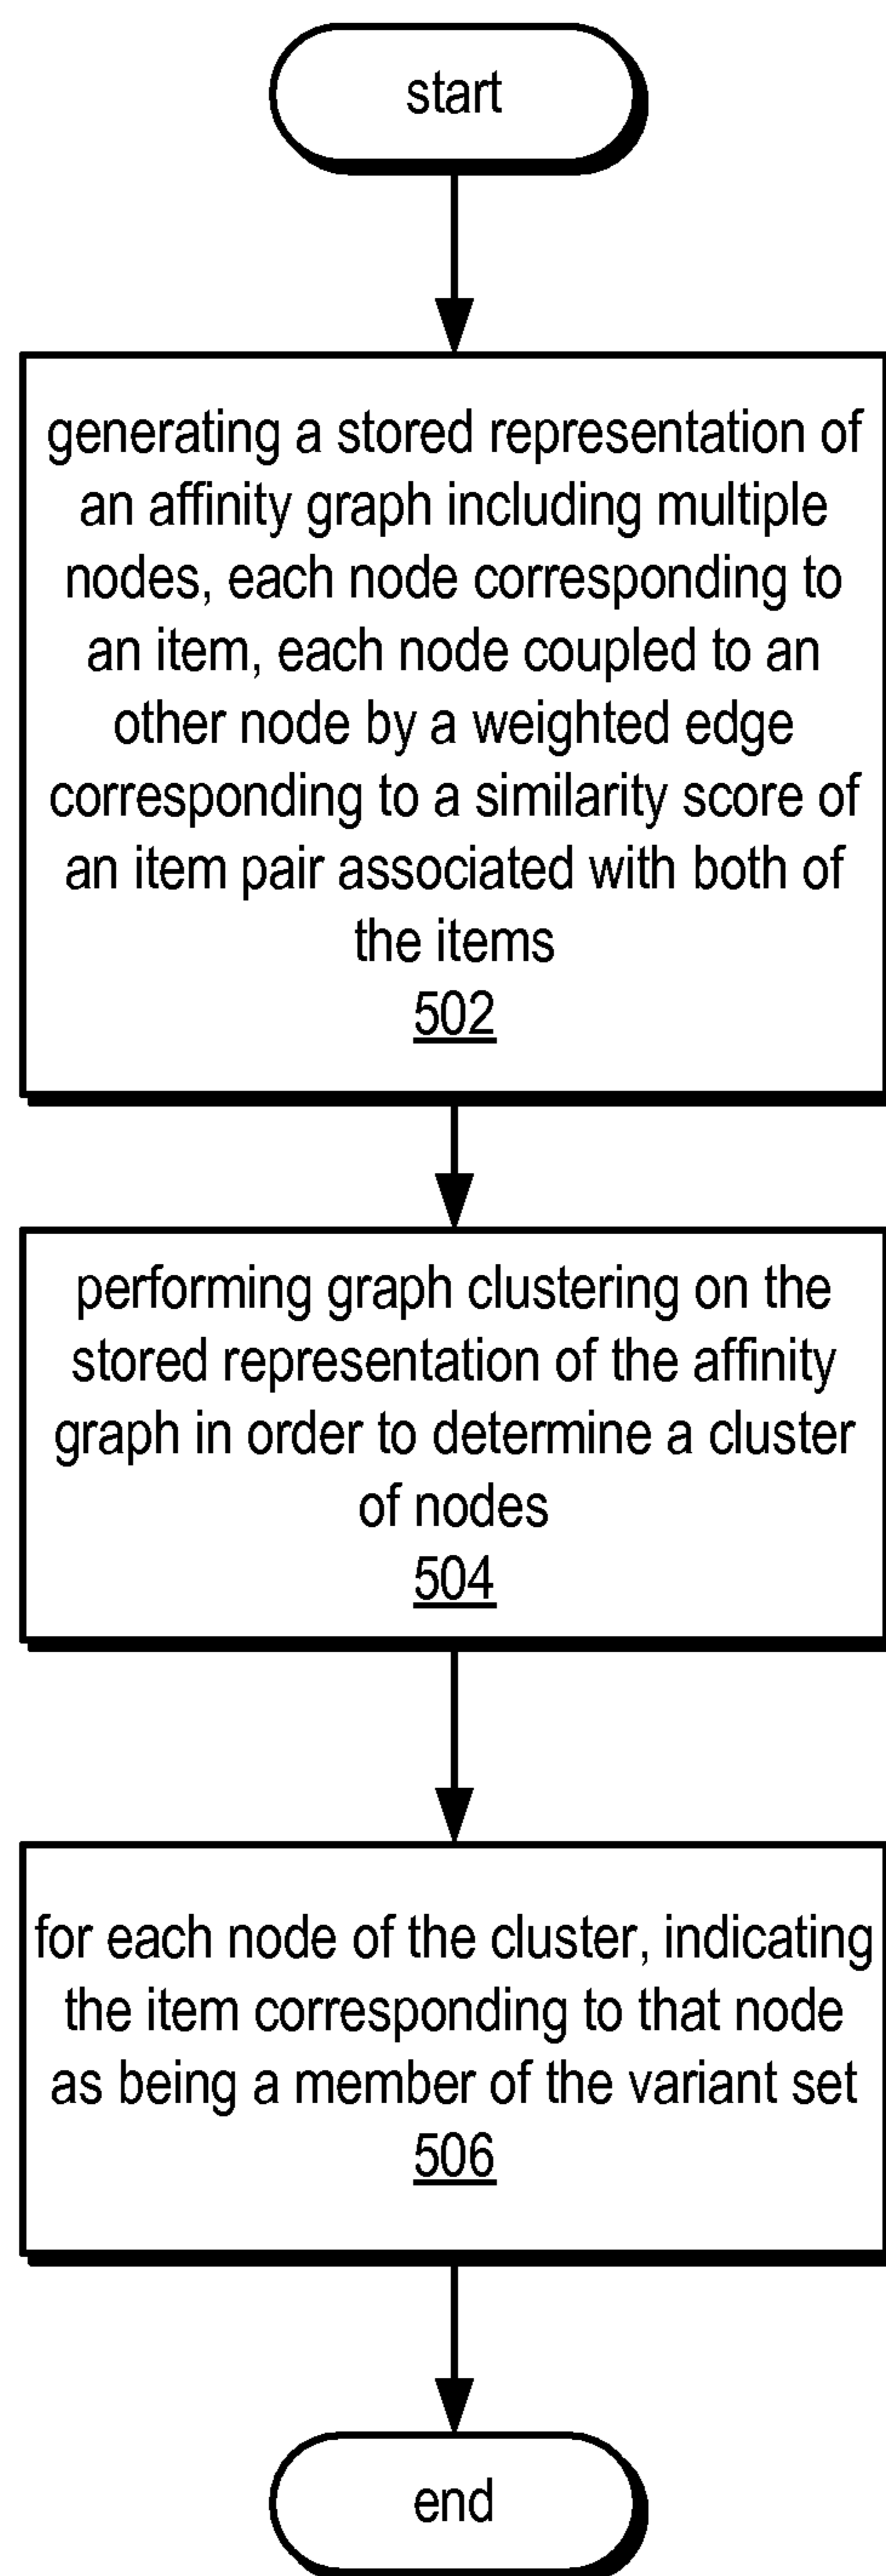 start
generating a stored representation of
an affinity graph including multiple
nodes, each node corresponding to
an item, each node coupled to an
other node by a weighted edge
corresponding to a similarity score of
an item pair associated with both of
the items
502
performing graph clustering on the
stored representation of the affinity
graph in order to determine a cluster
of nodes
504
for each node of the cluster, indicating
the item corresponding to that node
as being a member of the variant set
506
end